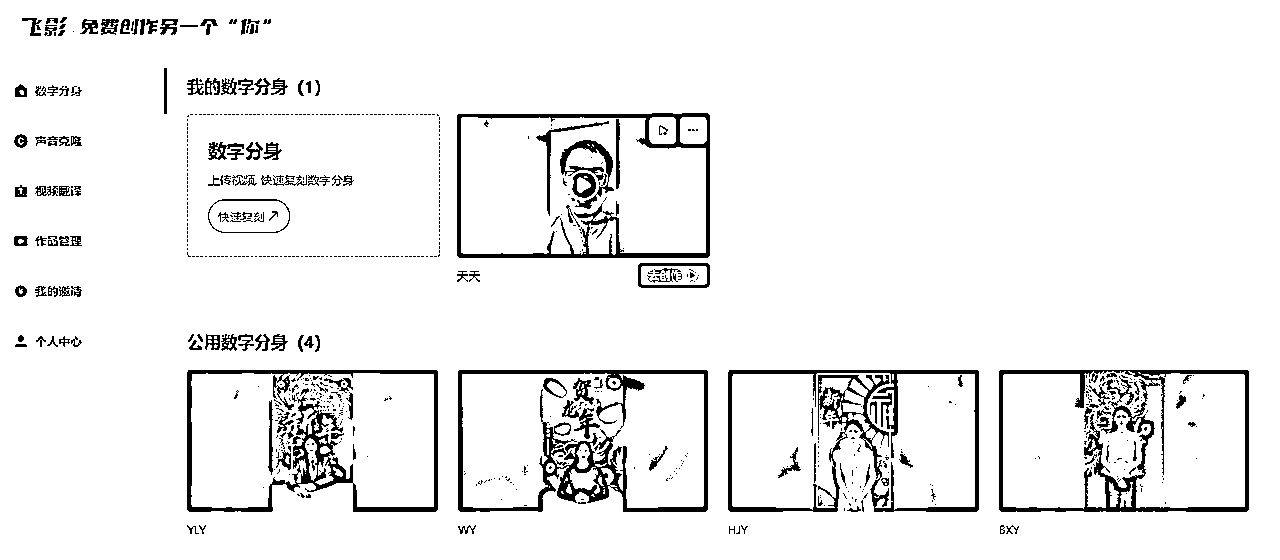 飞影 免费创作另一个“你”
数字分身
声音克隆
视频翻译
作品管理
我的邀请
个人中心
我的数字分身（1）
数字分身
上传视频, 快速复刻数字分身
快速复刻
天天
去创作
公用数字分身（4）
贺
年
新年
YLY
WY
HJY
BXY